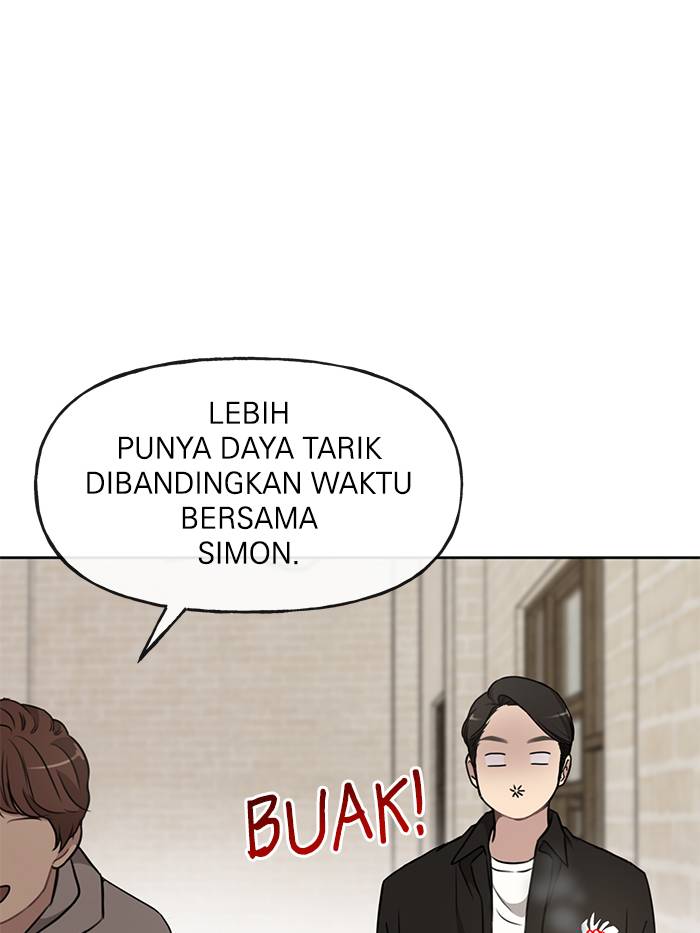 LEBIH
PUNYA DAYA TARIK
DIBANDINGKAN WAKTU
BERSAMA
SIMON.
BUAK!